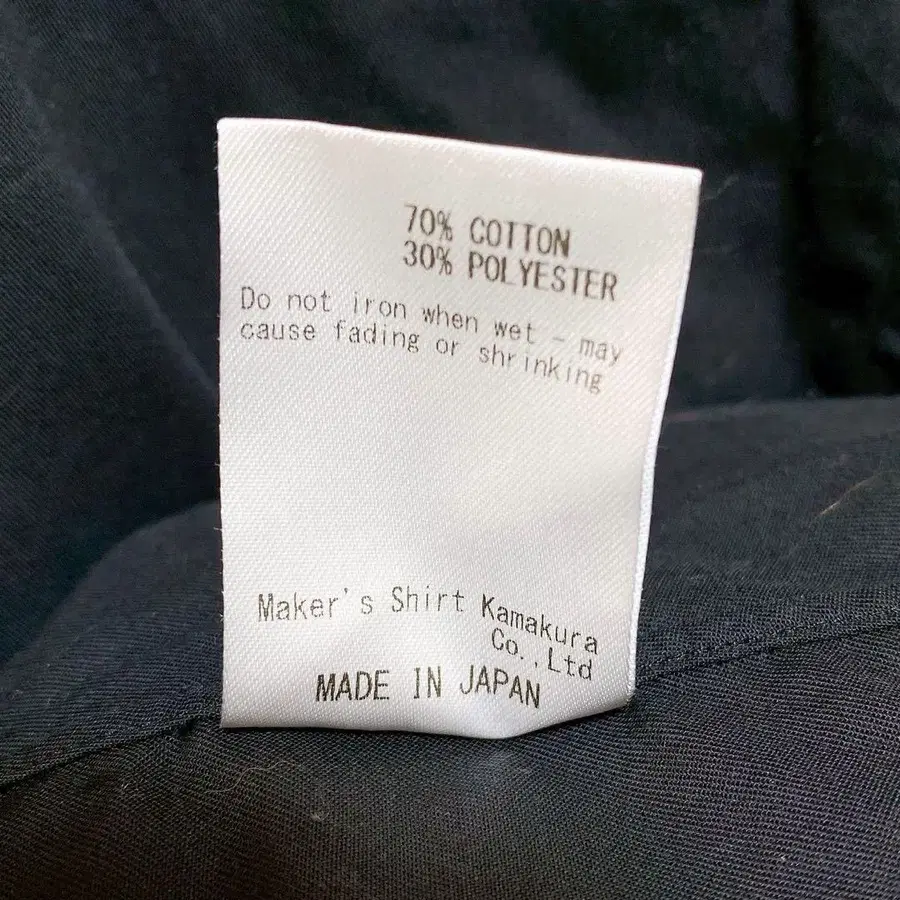 70% COTTON
30% POLYESTER
Do not iron when wet - may
cause fading or shrinking
Maker's Shirt Kamakura
Co.,Ltd
MADE IN JAPAN